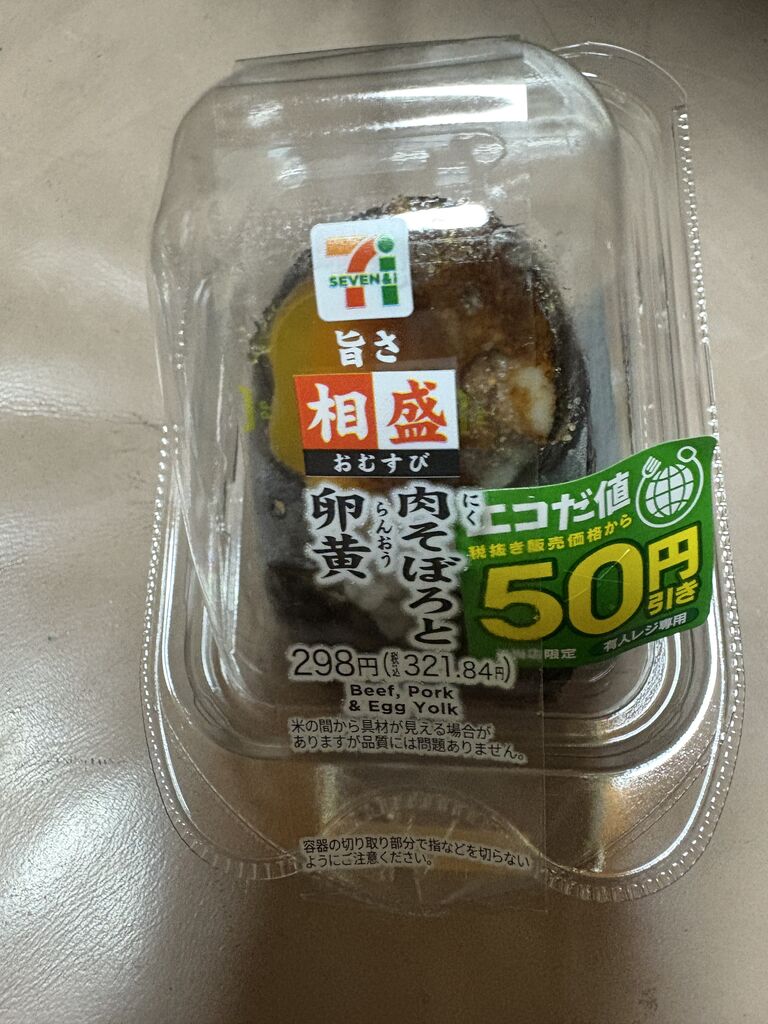 SEVEN&i
旨さ
相盛
おむすび
肉そぼろと
にく
卵黄
らんおう
エコだ値
税抜き販売価格から
50円
引き
当店限定
有人レジ専用
298円(税込321.84円)
Beef, Pork
& Egg Yolk
米の間から具材が見える場合が
ありますが品質には問題ありません。
容器の切り取り部分で指などを切らない
ようにご注意ください。